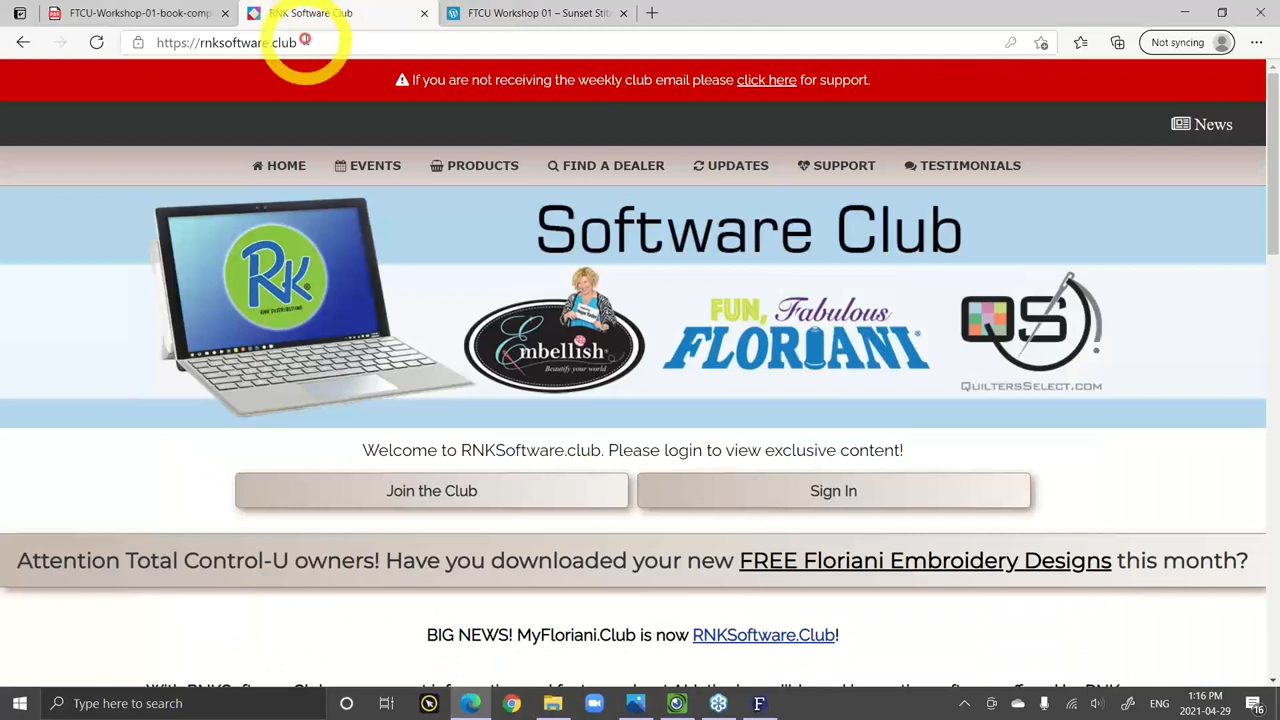 FTCU-Workshop-01-book-comp
RNK Software Club
FTCU Workshop 01 – Sunset Stit
https://rnksoftware.club
Not syncing
If you are not receiving the weekly club email please click here for support.
News
HOME EVENTS PRODUCTS FIND A DEALER UPDATES SUPPORT TESTIMONIALS
Software Club
RK
RNK DISTRIBUTING
Embellish
Beautify your world
FUN, Fabulous
FLORIANI
QS
QUILTERSSELECT.COM
Welcome to RNKSoftware.club. Please login to view exclusive content!
Join the Club
Sign In
Attention Total Control-U owners! Have you downloaded your new FREE Floriani Embroidery Designs this month?
BIG NEWS! MyFloriani.Club is now RNKSoftware.Club!
Type here to search
ENG
1:16 PM
2021-04-29
16